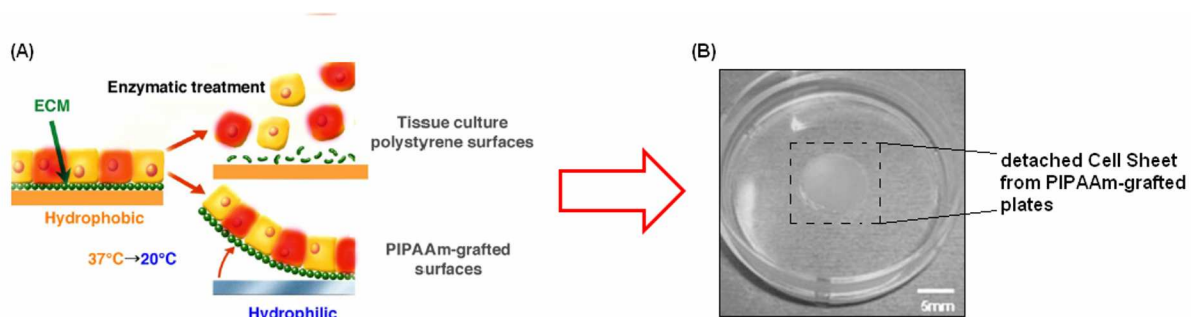 (A)
Enzymatic treatment
ECM
Tissue culture
polystyrene surfaces
Hydrophobic
37°C→20°C
PIPAAm-grafted
surfaces
Hydrophilic
(B)
detached Cell Sheet
from PIPAAm-grafted
plates
5mm